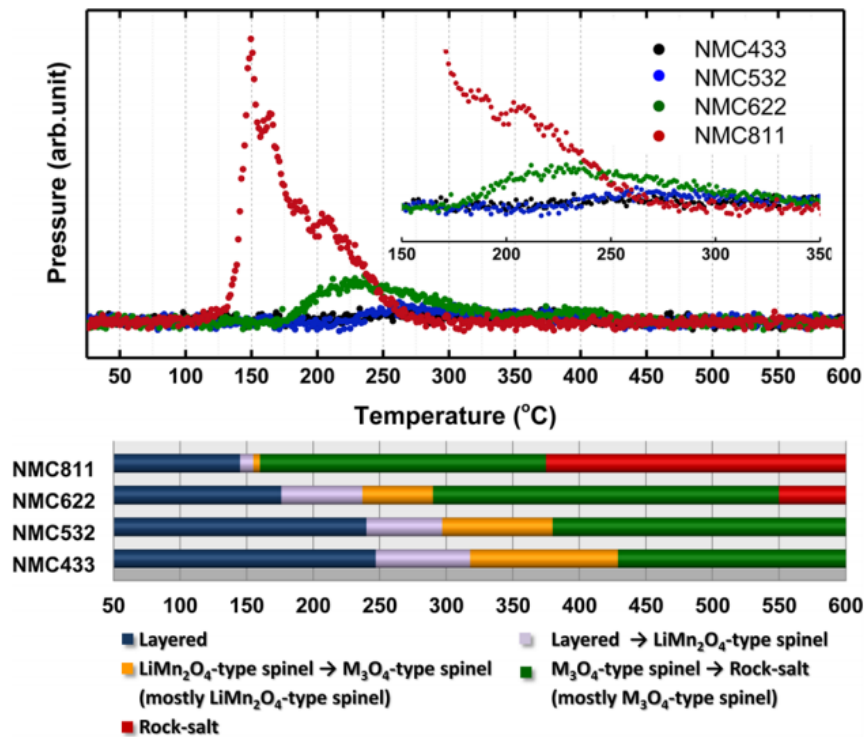 Pressure (arb.unit)
NMC433
NMC532
NMC622
NMC811
150 200 250 300 350
50 100 150 200 250 300 350 400 450 500 550 600
Temperature (°C)
NMC811
NMC622
NMC532
NMC433
50 100 150 200 250 300 350 400 450 500 550 600
Layered
Layered → LiMn₂O₄-type spinel
LiMn₂O₄-type spinel → M₃O₄-type spinel
(mostly LiMn₂O₄-type spinel)
M₃O₄-type spinel → Rock-salt
(mostly M₃O₄-type spinel)
Rock-salt